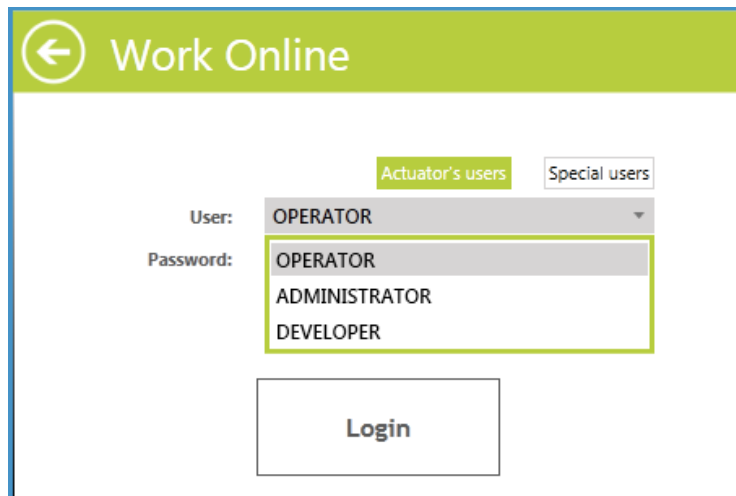 Work Online
Actuator's users Special users
User: OPERATOR
Password: OPERATOR
ADMINISTRATOR
DEVELOPER
Login